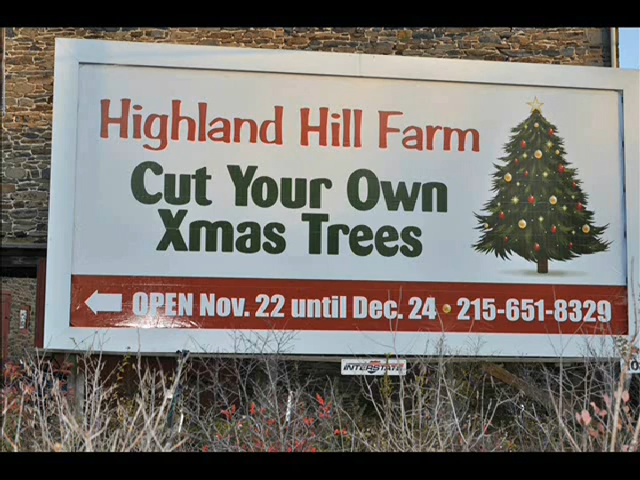 Highland Hill Farm
Cut Your Own
Xmas Trees
OPEN Nov. 22 until Dec. 24 • 215-651-8329
INTERSTATE